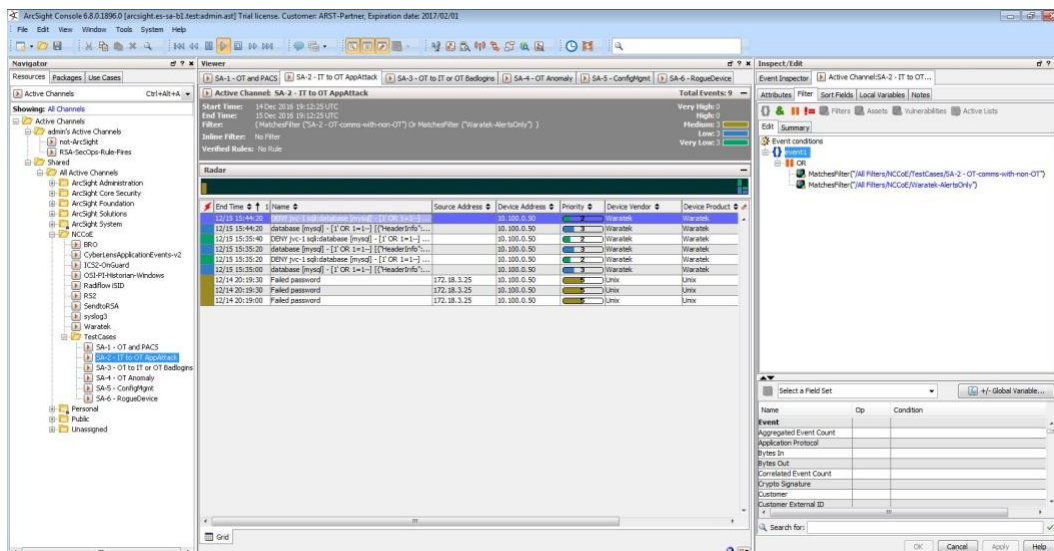 ArcSight Console 6.8.0.1896.0 [arcsight.es-sa-b1.test:admin.ast] Trial license. Customer: ARST-Partner, Expiration date: 2017/02/01
File Edit View Window Tools System Help
Navigator
Resources Packages Use Cases
Active Channels Ctrl+Alt+A
Showing: All Channels
Active Channels
admin's Active Channels
not-ArcSight
RSA-SecOps-Rule-Fires
Shared
All Active Channels
ArcSight Administration
ArcSight Core Security
ArcSight Foundation
ArcSight Solutions
ArcSight System
NCCoE
BRO
CyberLensApplicationEvents-v2
ICS2-OnGuard
OSI-PI-Historian-Windows
Radiflow iSID
RS2
SendtoRSA
syslog3
Waratek
TestCases
SA-1 - OT and PACS
SA-2 - IT to OT AppAttack
SA-3 - OT to IT or OT Badlogins
SA-4 - OT Anomaly
SA-5 - ConfigMgmt
SA-6 - RogueDevice
Personal
Public
Unassigned
Viewer
SA-1 - OT and PACS SA-2 - IT to OT AppAttack SA-3 - OT to IT or OT Badlogins SA-4 - OT Anomaly SA-5 - ConfigMgmt SA-6 - RogueDevice
Active Channel: SA-2 - IT to OT AppAttack Total Events: 9
Start Time: 14 Dec 2016 19:12:25 UTC Very High: 0
End Time: 15 Dec 2016 19:12:25 UTC High: 0
Filter: ( MatchesFilter ("SA-2 - OT-comms-with-non-OT") Or MatchesFilter ("Waratek-AlertsOnly") ) Medium: 3
Inline Filter: No Filter Low: 3
Verified Rules: No Rule Very Low: 3
Radar
End Time 1 Name Source Address Device Address Priority Device Vendor Device Product
12/15 15:44:20 DENY jvc-1 sqli:database [mysql] - [1' OR 1=1--] ... 10.100.0.50 2 Waratek Waratek
12/15 15:44:20 database [mysql] - [1' OR 1=1--] [{"HeaderInfo":... 10.100.0.50 3 Waratek Waratek
12/15 15:35:40 DENY jvc-1 sqli:database [mysql] - [1' OR 1=1--] ... 10.100.0.50 2 Waratek Waratek
12/15 15:35:20 database [mysql] - [1' OR 1=1--] [{"HeaderInfo":... 10.100.0.50 3 Waratek Waratek
12/15 15:35:20 DENY jvc-1 sqli:database [mysql] - [1' OR 1=1--] ... 10.100.0.50 2 Waratek Waratek
12/15 15:35:00 database [mysql] - [1' OR 1=1--] [{"HeaderInfo":... 10.100.0.50 3 Waratek Waratek
12/14 20:19:30 Failed password 172.18.3.25 10.100.0.50 5 Unix Unix
12/14 20:19:30 Failed password 172.18.3.25 10.100.0.50 5 Unix Unix
12/14 20:19:00 Failed password 172.18.3.25 10.100.0.50 5 Unix Unix
Grid
Inspect/Edit
Event Inspector Active Channel:SA-2 - IT to OT...
Attributes Filter Sort Fields Local Variables Notes
Filters Assets Vulnerabilities Active Lists
Edit Summary
Event conditions
event1
OR
MatchesFilter("/All Filters/NCCoE/TestCases/SA-2 - OT-comms-with-non-OT")
MatchesFilter("/All Filters/NCCoE/Waratek-AlertsOnly")
Select a Field Set +/- Global Variable...
Name Op Condition
Event
Aggregated Event Count
Application Protocol
Bytes In
Bytes Out
Correlated Event Count
Crypto Signature
Customer
Customer External ID
Search for:
OK Cancel Apply Help